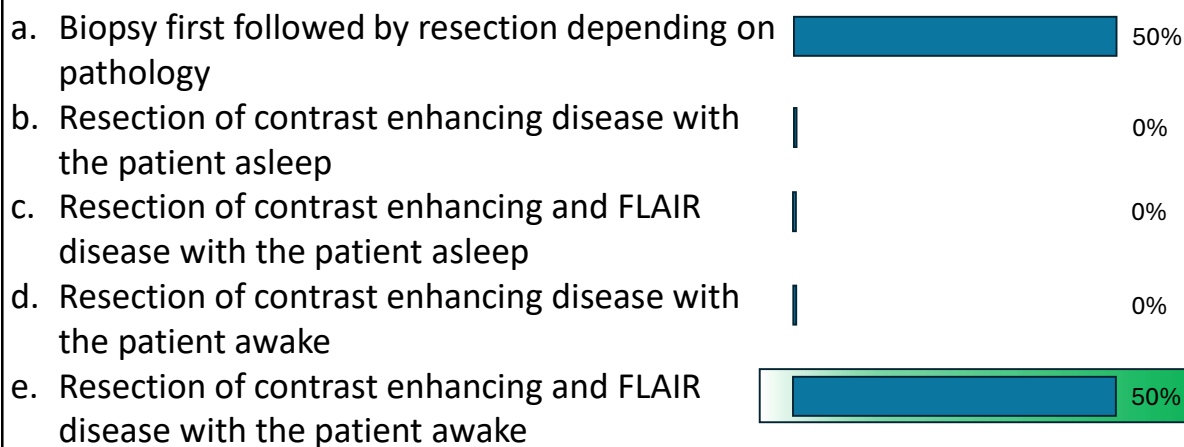 a. Biopsy first followed by resection depending on 50%
pathology
b. Resection of contrast enhancing disease with 0%
the patient asleep
c. Resection of contrast enhancing and FLAIR 0%
disease with the patient asleep
d. Resection of contrast enhancing disease with 0%
the patient awake
e. Resection of contrast enhancing and FLAIR 50%
disease with the patient awake